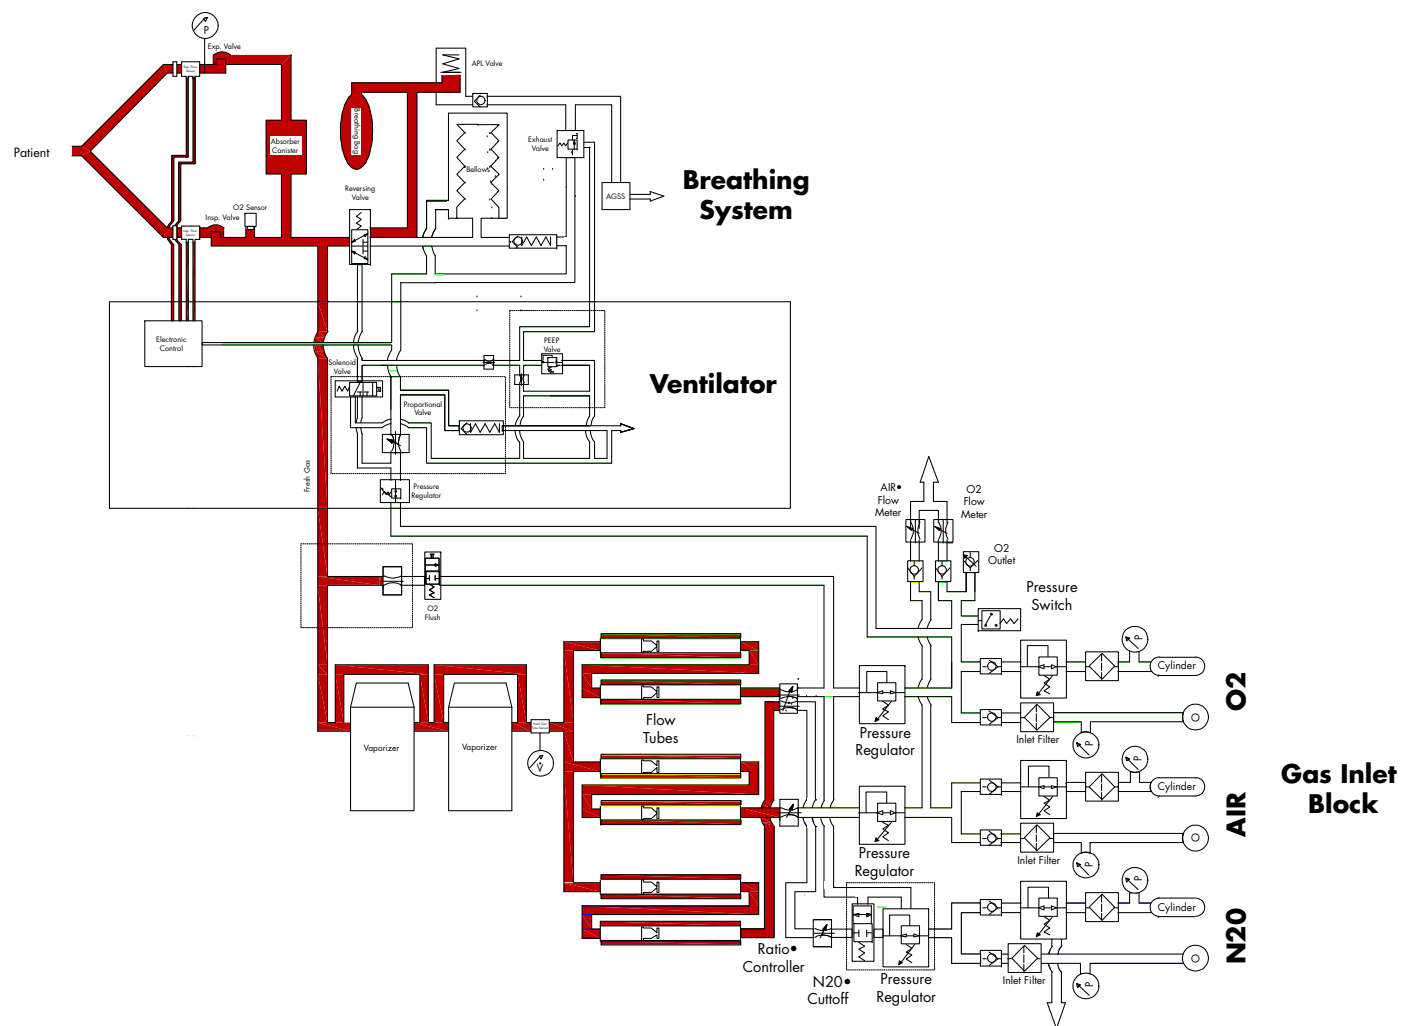 P
Exp. Valve
APL Valve
Patient
Absorber
Canister
Breathing Bag
Exhaust
Valve
Bellows
AGSS
Breathing
System
Reversing
Valve
O2 Sensor
Insp. Valve
Electronic
Control
Fresh Gas
Solenoid
Valve
PEEP
Valve
Proportional
Valve
Pressure
Regulator
Ventilator
AIR•
Flow
Meter
O2
Flow
Meter
O2
Outlet
Pressure
Switch
O2
Flush
Vaporizer
Vaporizer
V
Flow
Tubes
Pressure
Regulator
P
Cylinder
Inlet Filter
P
O2
Pressure
Regulator
P
Cylinder
Inlet Filter
P
AIR
Gas Inlet
Block
Ratio•
Controller
N20•
Cuttoff
Pressure
Regulator
P
Cylinder
Inlet Filter
P
N20